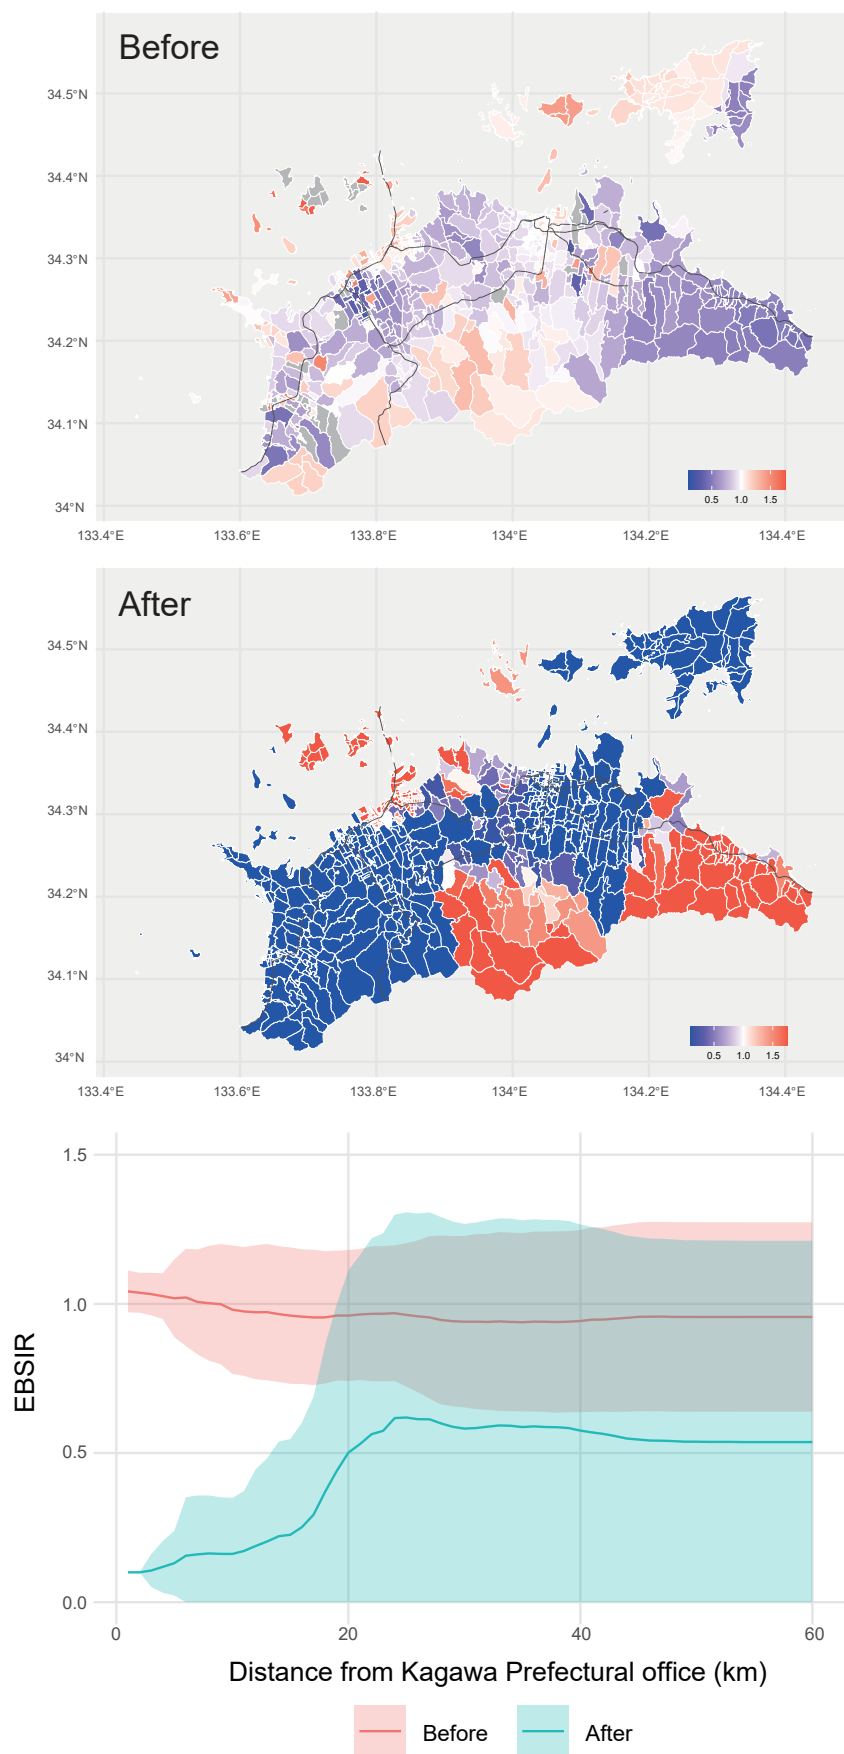 Before
34.5°N
34.4°N
34.3°N
34.2°N
34.1°N
34°N
0.5 1.0 1.5
133.4°E 133.6°E 133.8°E 134°E 134.2°E 134.4°E
After
34.5°N
34.4°N
34.3°N
34.2°N
34.1°N
34°N
0.5 1.0 1.5
133.4°E 133.6°E 133.8°E 134°E 134.2°E 134.4°E
1.5
1.0
0.5
0.0
EBSIR
0 20 40 60
Distance from Kagawa Prefectural office (km)
Before After